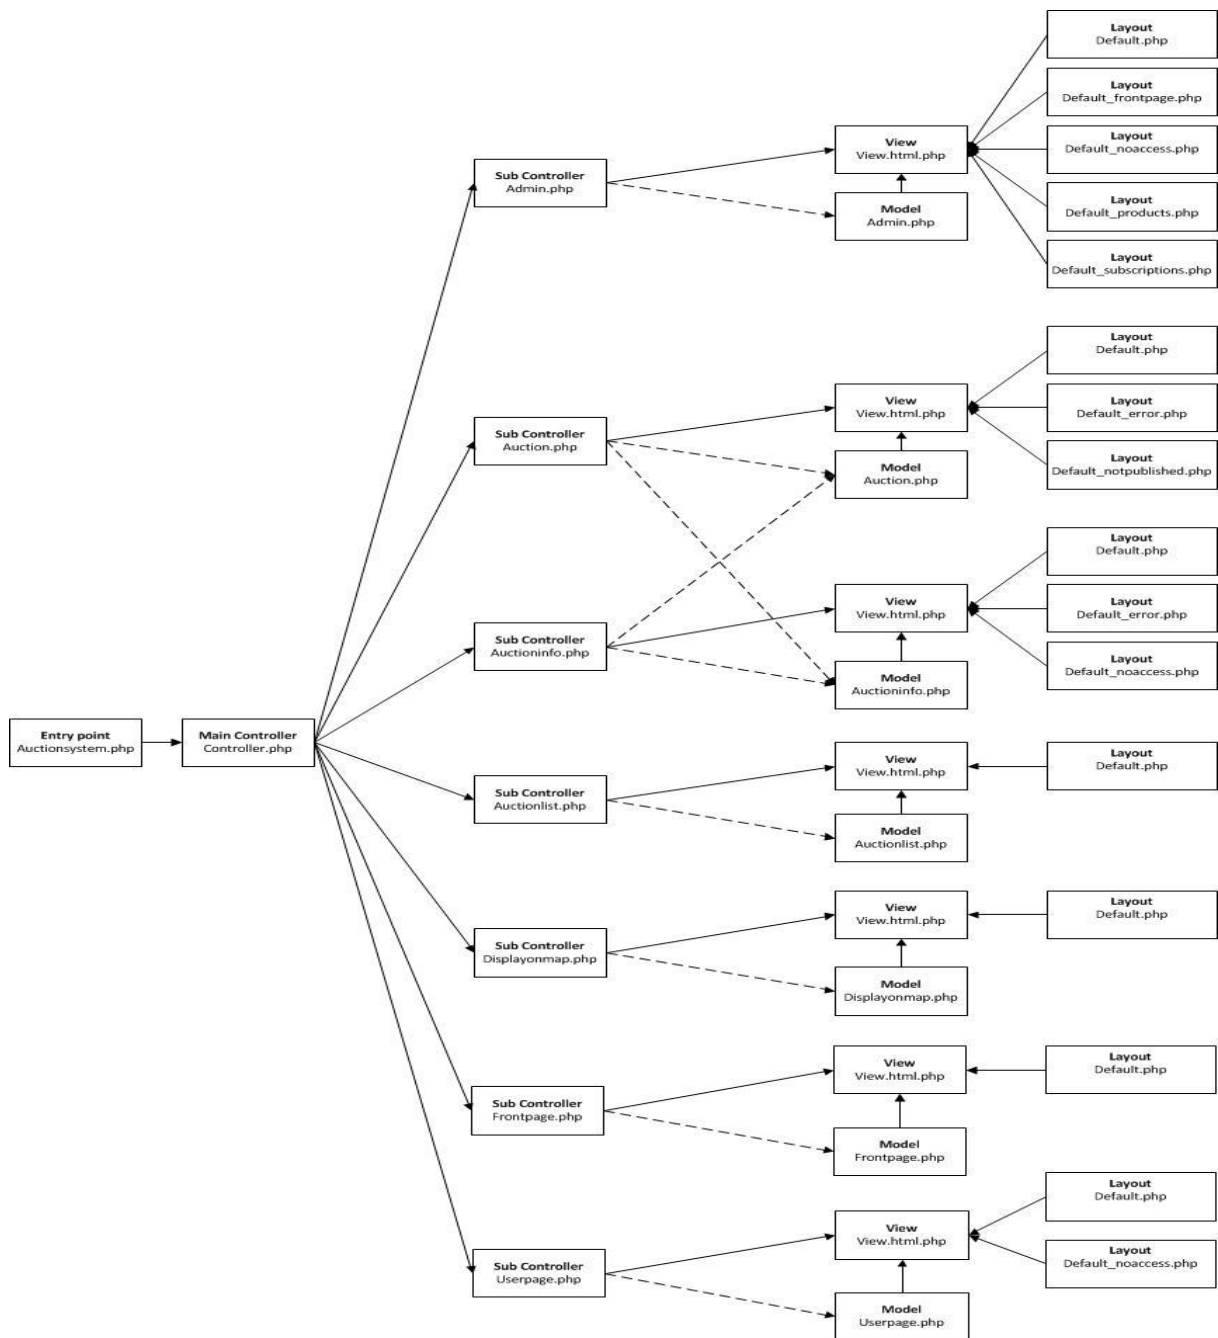 Entry point
Auctionsystem.php
Main Controller
Controller.php
Sub Controller
Admin.php
View
View.html.php
Model
Admin.php
Layout
Default.php
Layout
Default_frontpage.php
Layout
Default_noaccess.php
Layout
Default_products.php
Layout
Default_subscriptions.php
Sub Controller
Auction.php
View
View.html.php
Model
Auction.php
Layout
Default.php
Layout
Default_error.php
Layout
Default_notpublished.php
Sub Controller
Auctioninfo.php
View
View.html.php
Model
Auctioninfo.php
Layout
Default.php
Layout
Default_error.php
Layout
Default_noaccess.php
Sub Controller
Auctionlist.php
View
View.html.php
Model
Auctionlist.php
Layout
Default.php
Sub Controller
Displayonmap.php
View
View.html.php
Model
Displayonmap.php
Layout
Default.php
Sub Controller
Frontpage.php
View
View.html.php
Model
Frontpage.php
Layout
Default.php
Sub Controller
Userpage.php
View
View.html.php
Model
Userpage.php
Layout
Default.php
Layout
Default_noaccess.php